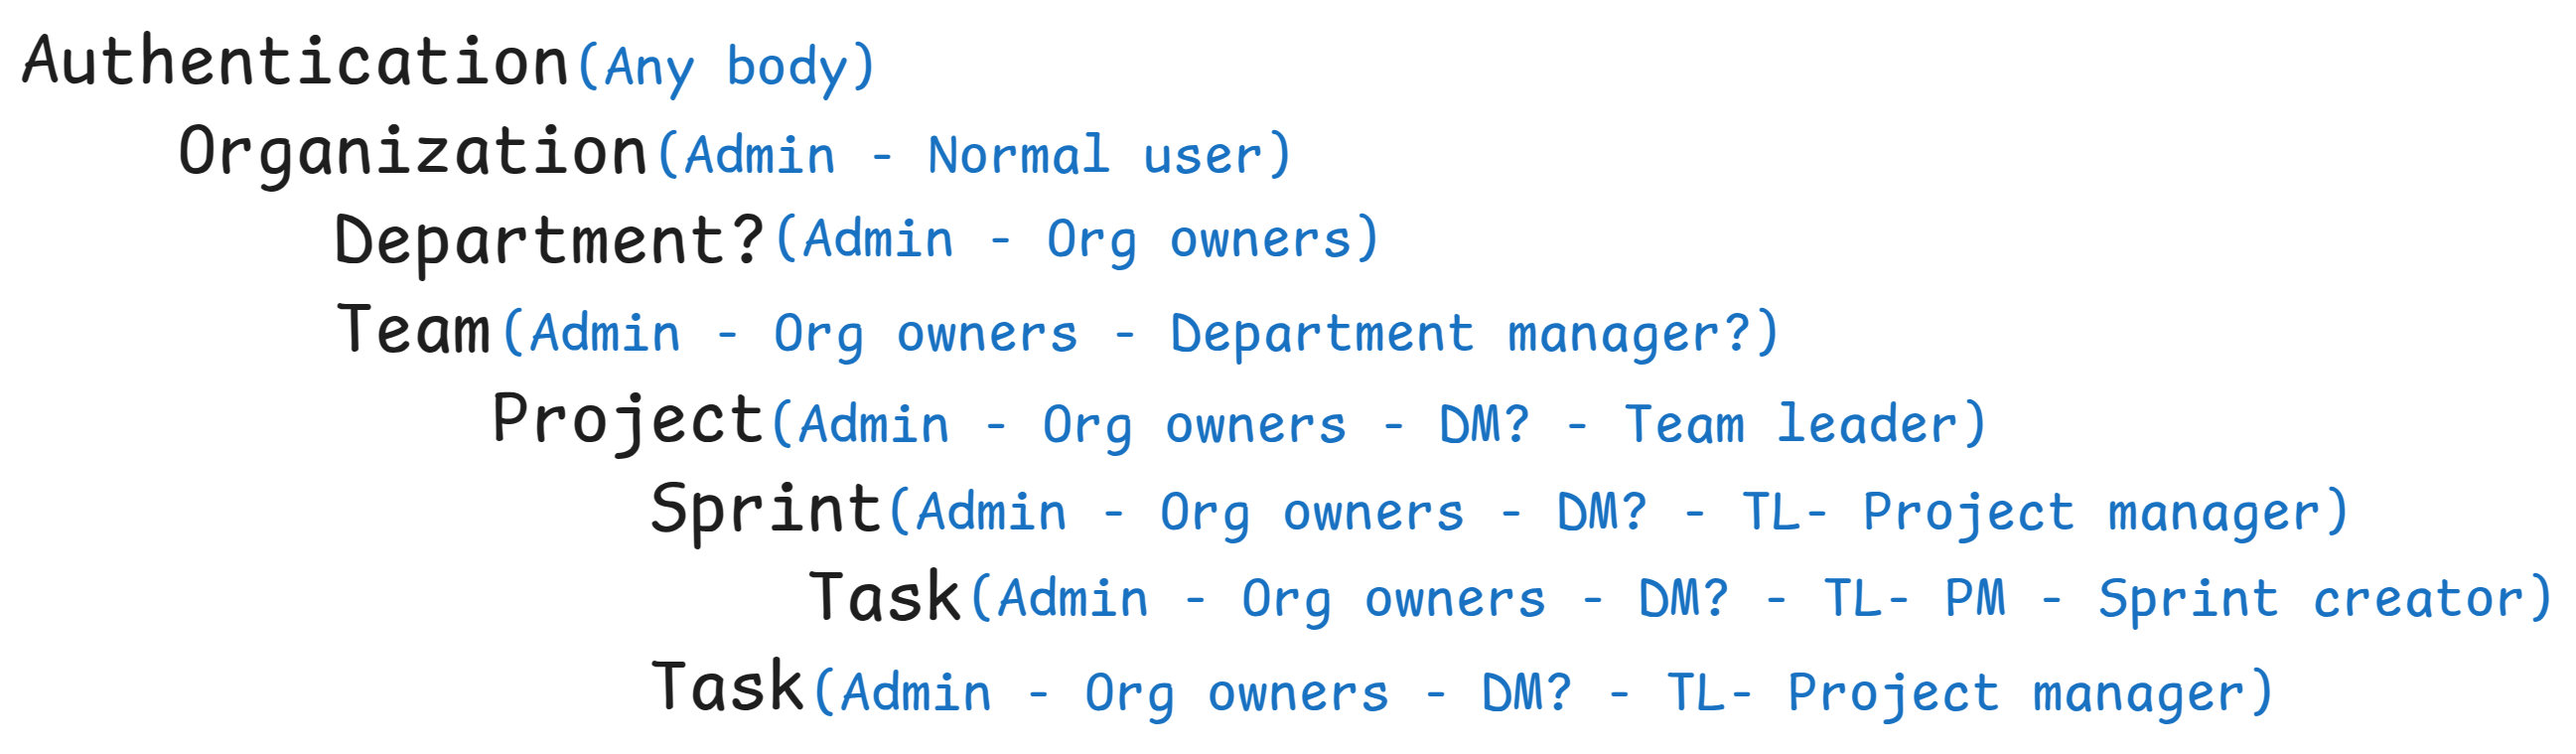 Authentication(Any body)
Organization(Admin - Normal user)
Department?(Admin - Org owners)
Team(Admin - Org owners - Department manager?)
Project(Admin - Org owners - DM? - Team leader)
Sprint(Admin - Org owners - DM? - TL- Project manager)
Task(Admin - Org owners - DM? - TL- PM - Sprint creator)
Task(Admin - Org owners - DM? - TL- Project manager)